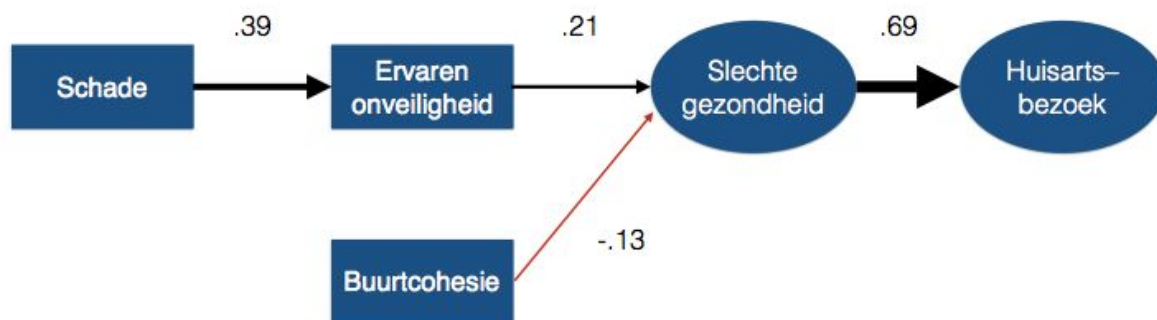 .39
.21
.69
Schade
Ervaren
onveiligheid
Slechte
gezondheid
Huisarts–
bezoek
-.13
Buurtcohesie